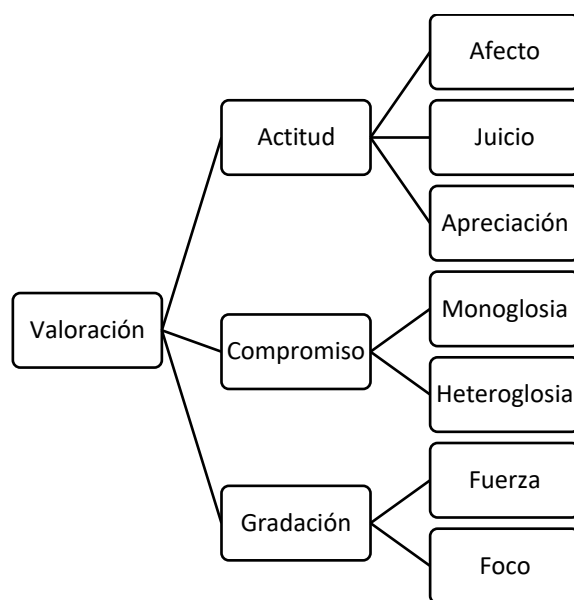 Valoración
Actitud
Afecto
Juicio
Apreciación
Compromiso
Monoglosia
Heteroglosia
Gradación
Fuerza
Foco